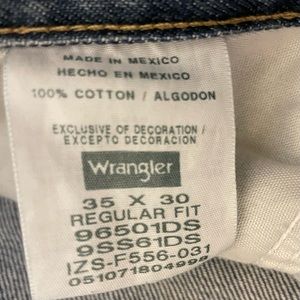 MADE IN MEXICO
HECHO EN MEXICO
100% COTTON / ALGODON
EXCLUSIVE OF DECORATION /
EXCEPTO DECORACION
Wrangler
35 X 30
REGULAR FIT
96501DS
9SS61DS
IZS-F556-031
051071804998